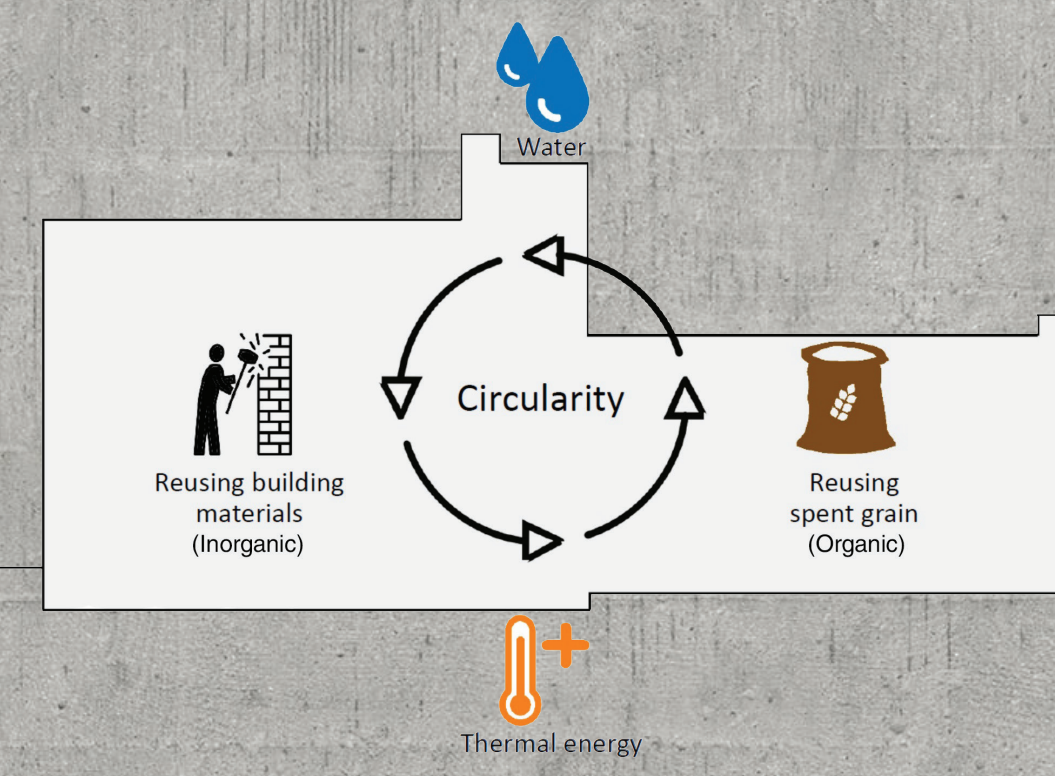 Water
Circularity
Reusing building
materials
(Inorganic)
Reusing
spent grain
(Organic)
Thermal energy